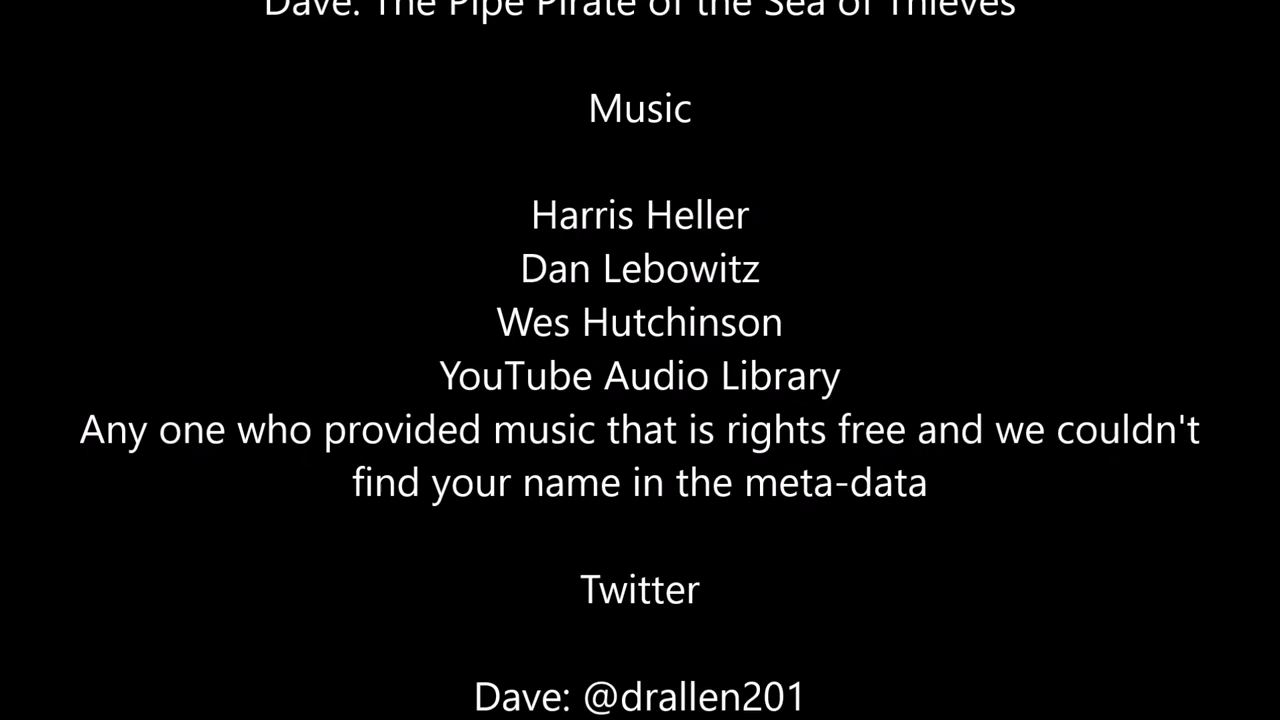 Dave: The Pipe Pirate of the Sea of Thieves
Music
Harris Heller
Dan Lebowitz
Wes Hutchinson
YouTube Audio Library
Any one who provided music that is rights free and we couldn't
find your name in the meta-data
Twitter
Dave: @drallen201